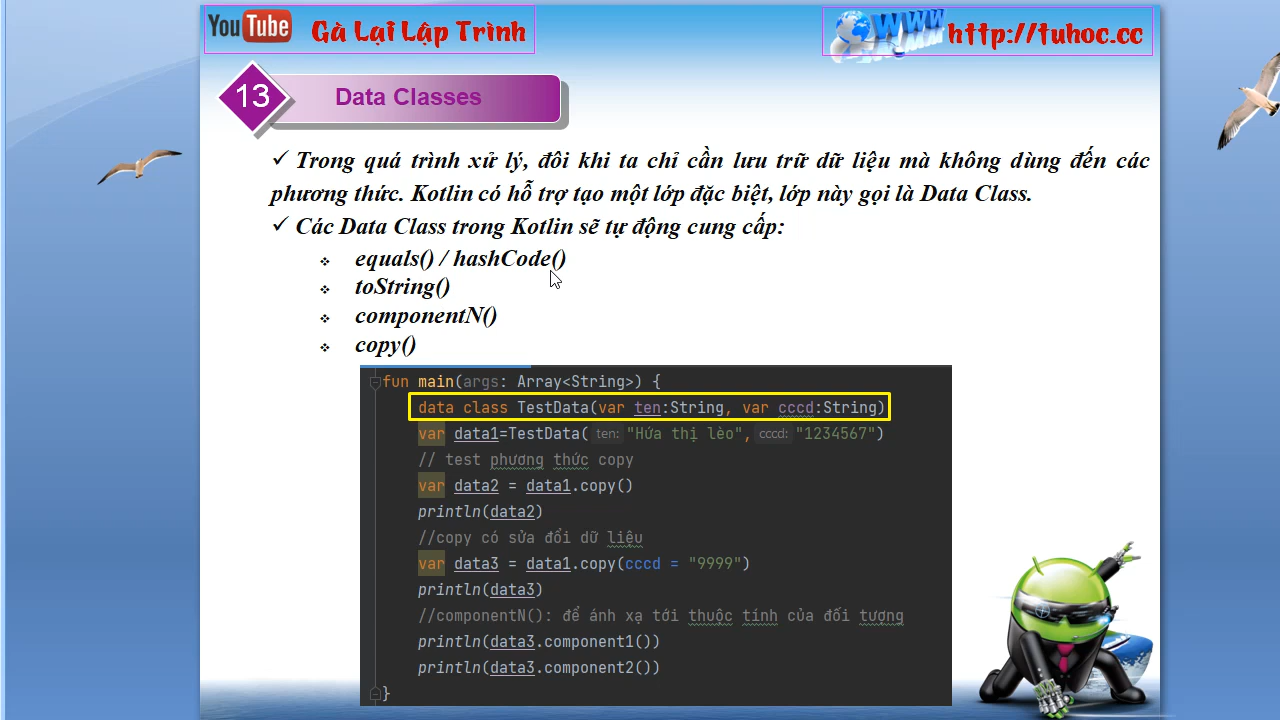 YouTube Gà Lại Lập Trình
WWW http://tuhoc.cc
13 Data Classes
✓ Trong quá trình xử lý, đôi khi ta chỉ cần lưu trữ dữ liệu mà không dùng đến các
phương thức. Kotlin có hỗ trợ tạo một lớp đặc biệt, lớp này gọi là Data Class.
✓ Các Data Class trong Kotlin sẽ tự động cung cấp:
❖ equals() / hashCode()
❖ toString()
❖ componentN()
❖ copy()
fun main(args: Array<String>) {
data class TestData(var ten:String, var cccd:String)
var data1=TestData( ten: "Hứa thị lèo", cccd: "1234567")
// test phương thức copy
var data2 = data1.copy()
println(data2)
//copy có sửa đổi dữ liệu
var data3 = data1.copy(cccd = "9999")
println(data3)
//componentN(): để ánh xạ tới thuộc tính của đối tượng
println(data3.component1())
println(data3.component2())
}